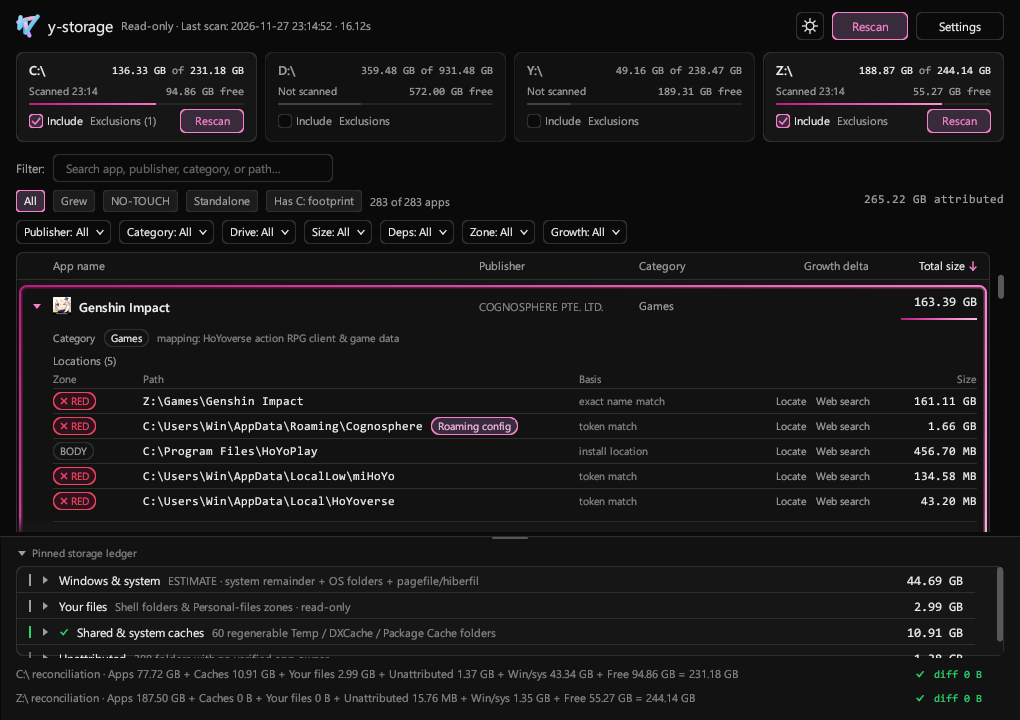 y-storage Read-only · Last scan: 2026-11-27 23:14:52 · 16.12s Rescan Settings
C:\ 136.33 GB of 231.18 GB
Scanned 23:14 94.86 GB free
Include Exclusions (1) Rescan
D:\ 359.48 GB of 931.48 GB
Not scanned 572.00 GB free
Include Exclusions
Y:\ 49.16 GB of 238.47 GB
Not scanned 189.31 GB free
Include Exclusions
Z:\ 188.87 GB of 244.14 GB
Scanned 23:14 55.27 GB free
Include Exclusions Rescan
Filter: Search app, publisher, category, or path...
All Grew NO-TOUCH Standalone Has C: footprint 283 of 283 apps 265.22 GB attributed
Publisher: All Category: All Drive: All Size: All Deps: All Zone: All Growth: All
App name Publisher Category Growth delta Total size
Genshin Impact COGNOSPHERE PTE. LTD. Games 163.39 GB
Category Games mapping: HoYoverse action RPG client & game data
Locations (5)
Zone Path Basis Size
RED Z:\Games\Genshin Impact exact name match Locate Web search 161.11 GB
RED C:\Users\Win\AppData\Roaming\Cognosphere Roaming config token match Locate Web search 1.66 GB
BODY C:\Program Files\HoYoPlay install location Locate Web search 456.70 MB
RED C:\Users\Win\AppData\LocalLow\miHoYo token match Locate Web search 134.58 MB
RED C:\Users\Win\AppData\Local\HoYoverse token match Locate Web search 43.20 MB
Pinned storage ledger
Windows & system ESTIMATE · system remainder + OS folders + pagefile/hiberfil 44.69 GB
Your files Shell folders & Personal-files zones · read-only 2.99 GB
Shared & system caches 60 regenerable Temp / DXCache / Package Cache folders 10.91 GB
Unattributed
C:\ reconciliation · Apps 77.72 GB + Caches 10.91 GB + Your files 2.99 GB + Unattributed 1.37 GB + Win/sys 43.34 GB + Free 94.86 GB = 231.18 GB diff 0 B
Z:\ reconciliation · Apps 187.50 GB + Caches 0 B + Your files 0 B + Unattributed 15.76 MB + Win/sys 1.35 GB + Free 55.27 GB = 244.14 GB diff 0 B